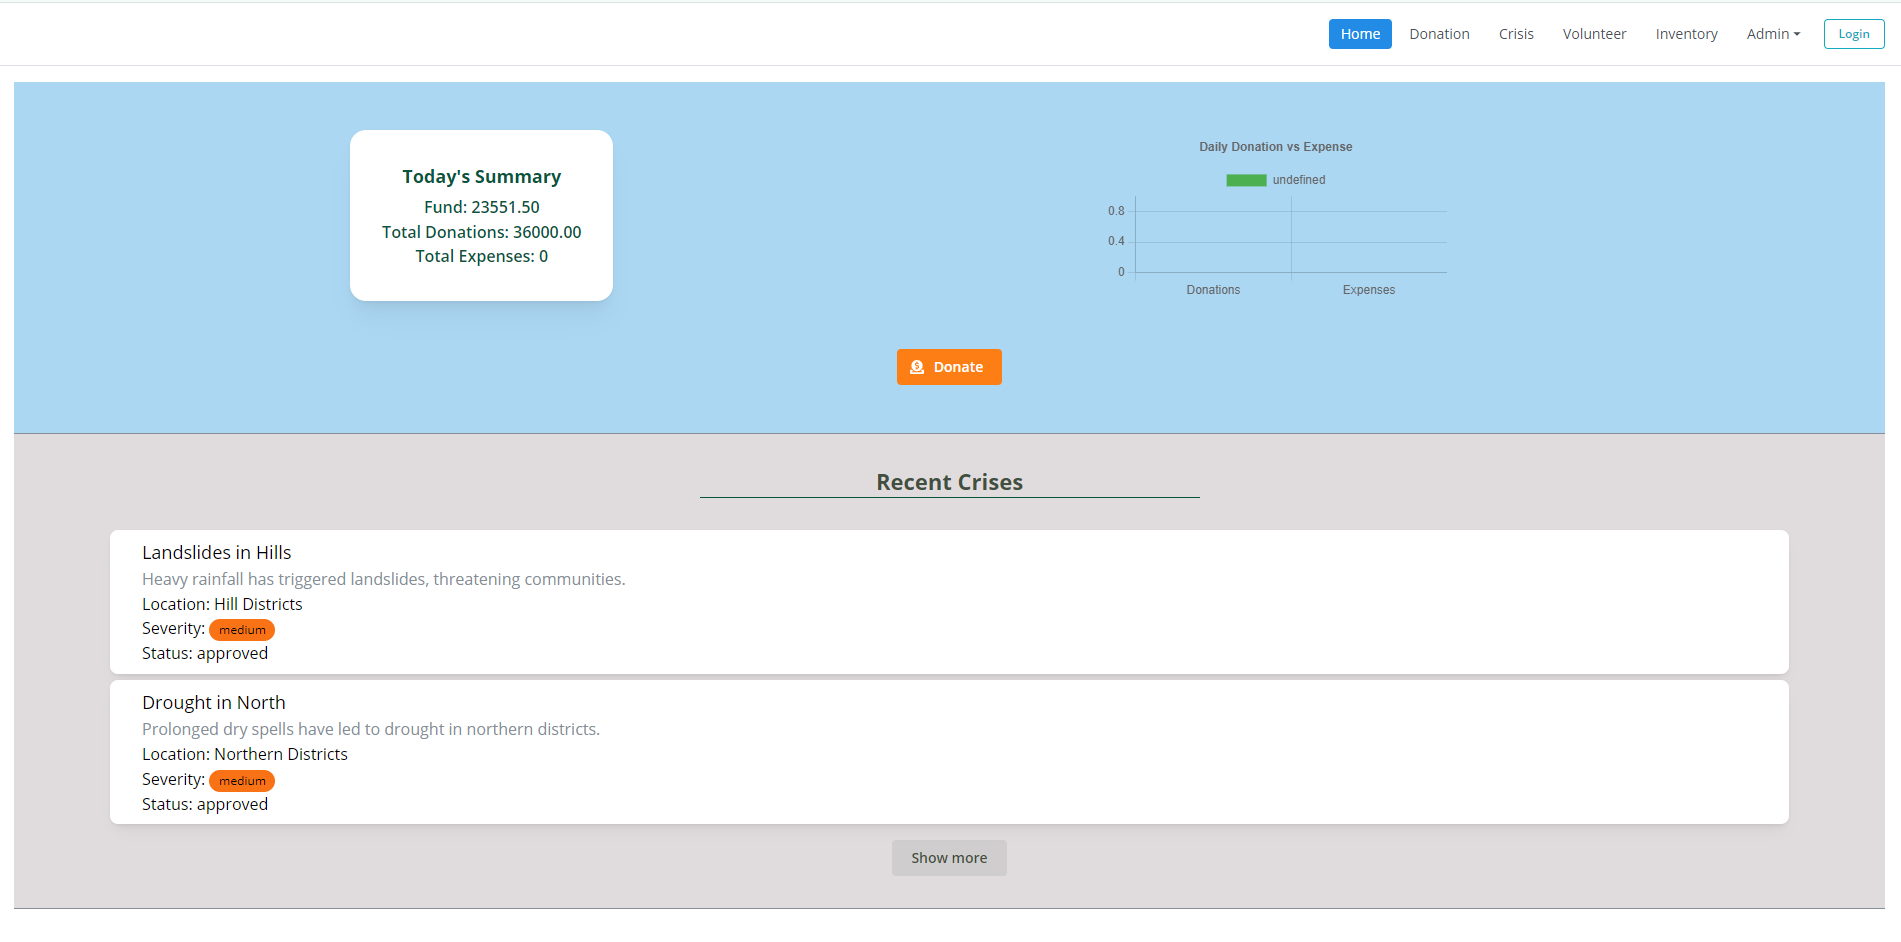 Home Donation Crisis Volunteer Inventory Admin Login
Today's Summary
Fund: 23551.50
Total Donations: 36000.00
Total Expenses: 0
Daily Donation vs Expense
undefined
0.8
0.4
0
Donations Expenses
Donate
Recent Crises
Landslides in Hills
Heavy rainfall has triggered landslides, threatening communities.
Location: Hill Districts
Severity: medium
Status: approved
Drought in North
Prolonged dry spells have led to drought in northern districts.
Location: Northern Districts
Severity: medium
Status: approved
Show more